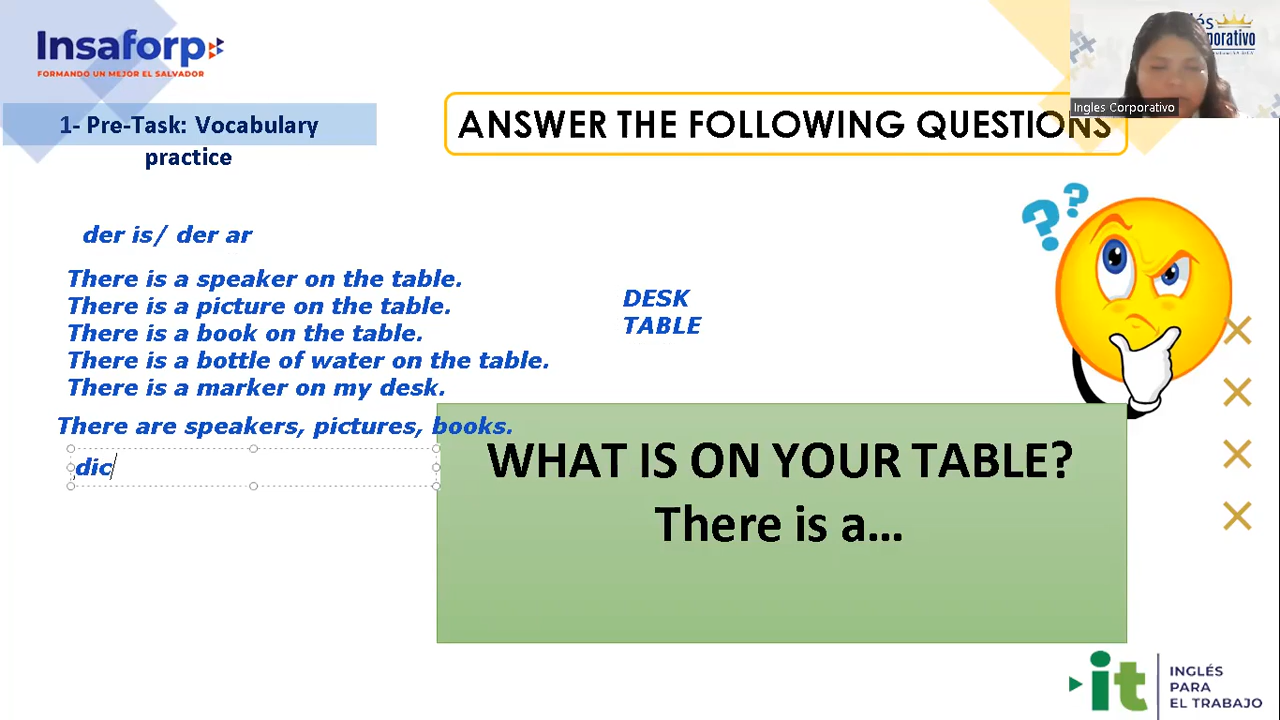 Insaforp
FORMANDO UN MEJOR EL SALVADOR
1- Pre-Task: Vocabulary
practice
ANSWER THE FOLLOWING QUESTIONS
Ingles Corporativo
der is/ der ar
There is a speaker on the table.
There is a picture on the table.
There is a book on the table.
There is a bottle of water on the table.
There is a marker on my desk.
There are speakers, pictures, books.
dic
DESK
TABLE
WHAT IS ON YOUR TABLE?
There is a...
it
INGLÉS
PARA
EL TRABAJO